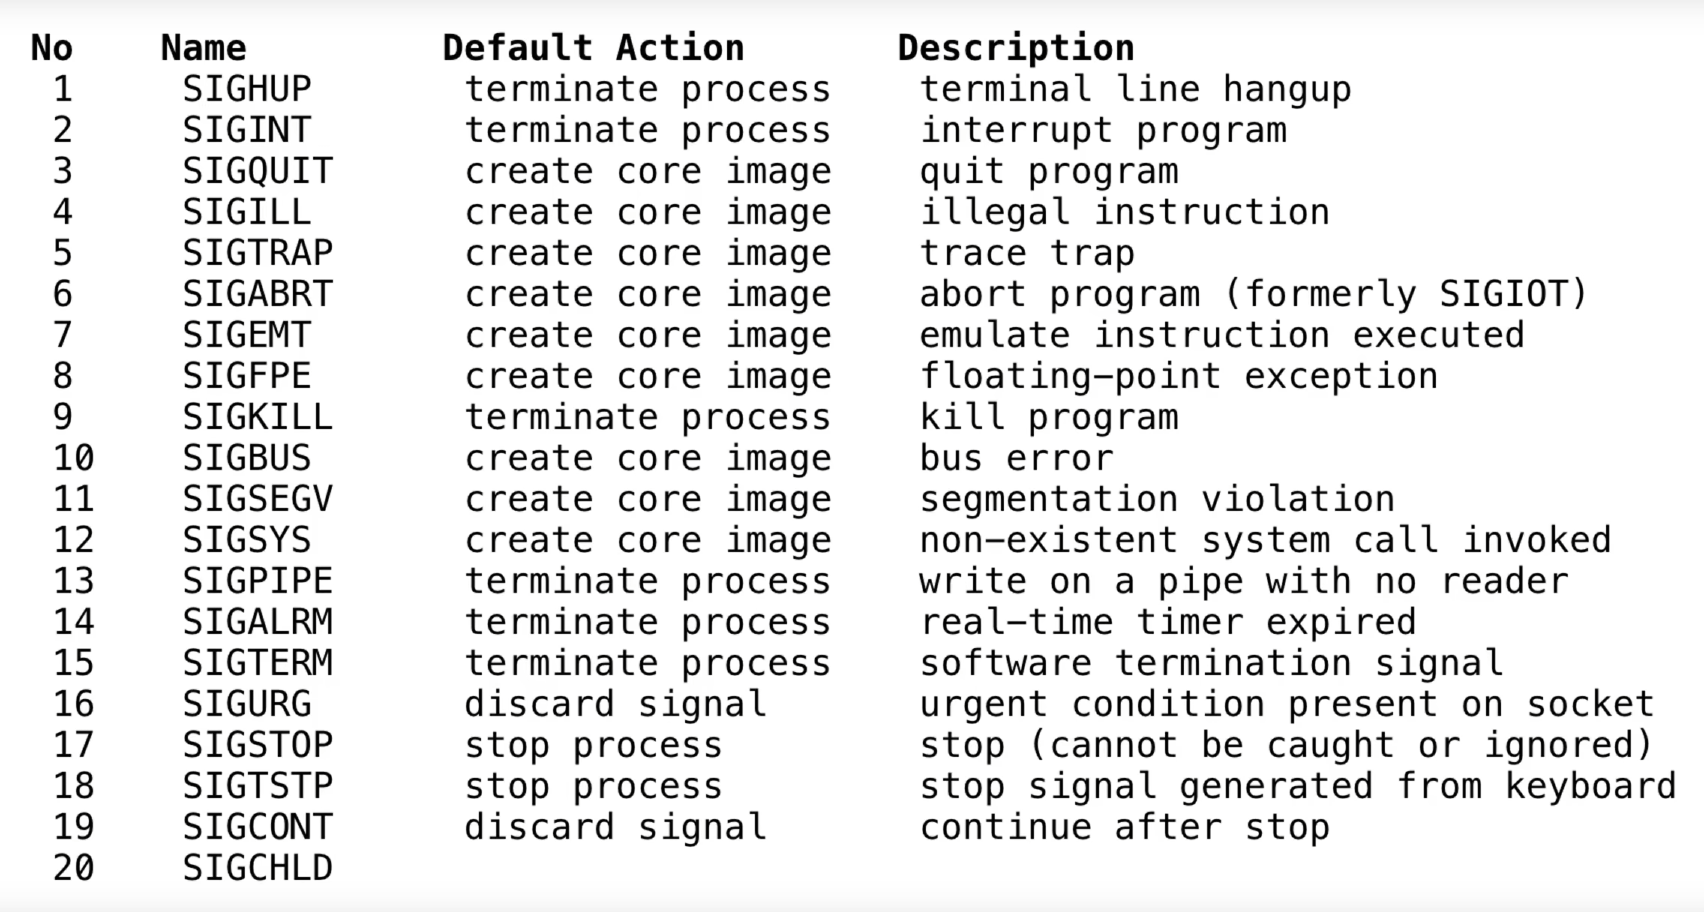 No Name Default Action Description
1 SIGHUP terminate process terminal line hangup
2 SIGINT terminate process interrupt program
3 SIGQUIT create core image quit program
4 SIGILL create core image illegal instruction
5 SIGTRAP create core image trace trap
6 SIGABRT create core image abort program (formerly SIGIOT)
7 SIGEMT create core image emulate instruction executed
8 SIGFPE create core image floating-point exception
9 SIGKILL terminate process kill program
10 SIGBUS create core image bus error
11 SIGSEGV create core image segmentation violation
12 SIGSYS create core image non-existent system call invoked
13 SIGPIPE terminate process write on a pipe with no reader
14 SIGALRM terminate process real-time timer expired
15 SIGTERM terminate process software termination signal
16 SIGURG discard signal urgent condition present on socket
17 SIGSTOP stop process stop (cannot be caught or ignored)
18 SIGTSTP stop process stop signal generated from keyboard
19 SIGCONT discard signal continue after stop
20 SIGCHLD